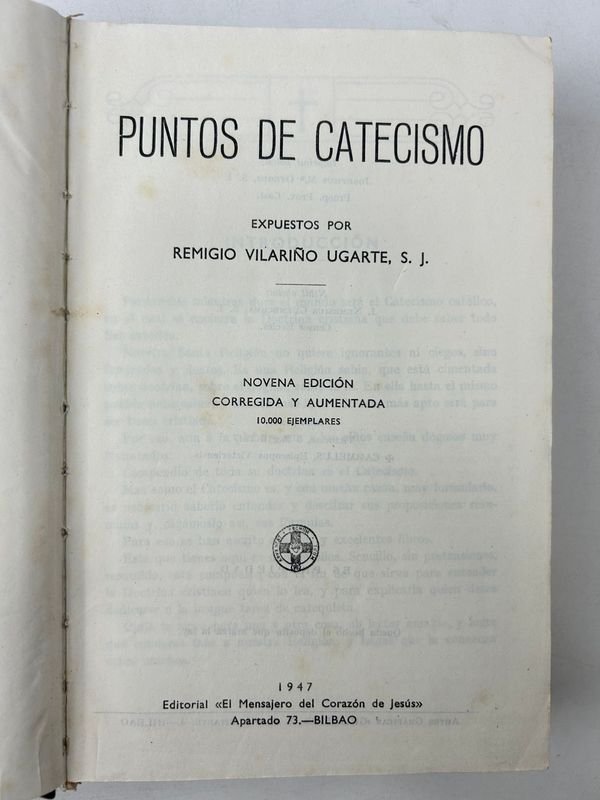 PUNTOS DE CATECISMO
EXPUESTOS POR
REMIGIO VILARIÑO UGARTE, S. J.
NOVENA EDICIÓN
CORREGIDA Y AUMENTADA
10.000 EJEMPLARES
1947
Editorial «El Mensajero del Corazón de Jesús»
Apartado 73.—BILBAO